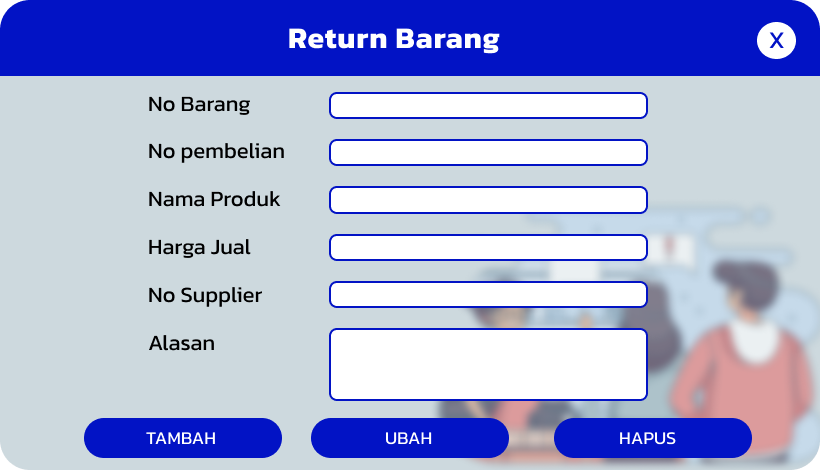 Return Barang
X
No Barang
No pembelian
Nama Produk
Harga Jual
No Supplier
Alasan
TAMBAH
UBAH
HAPUS